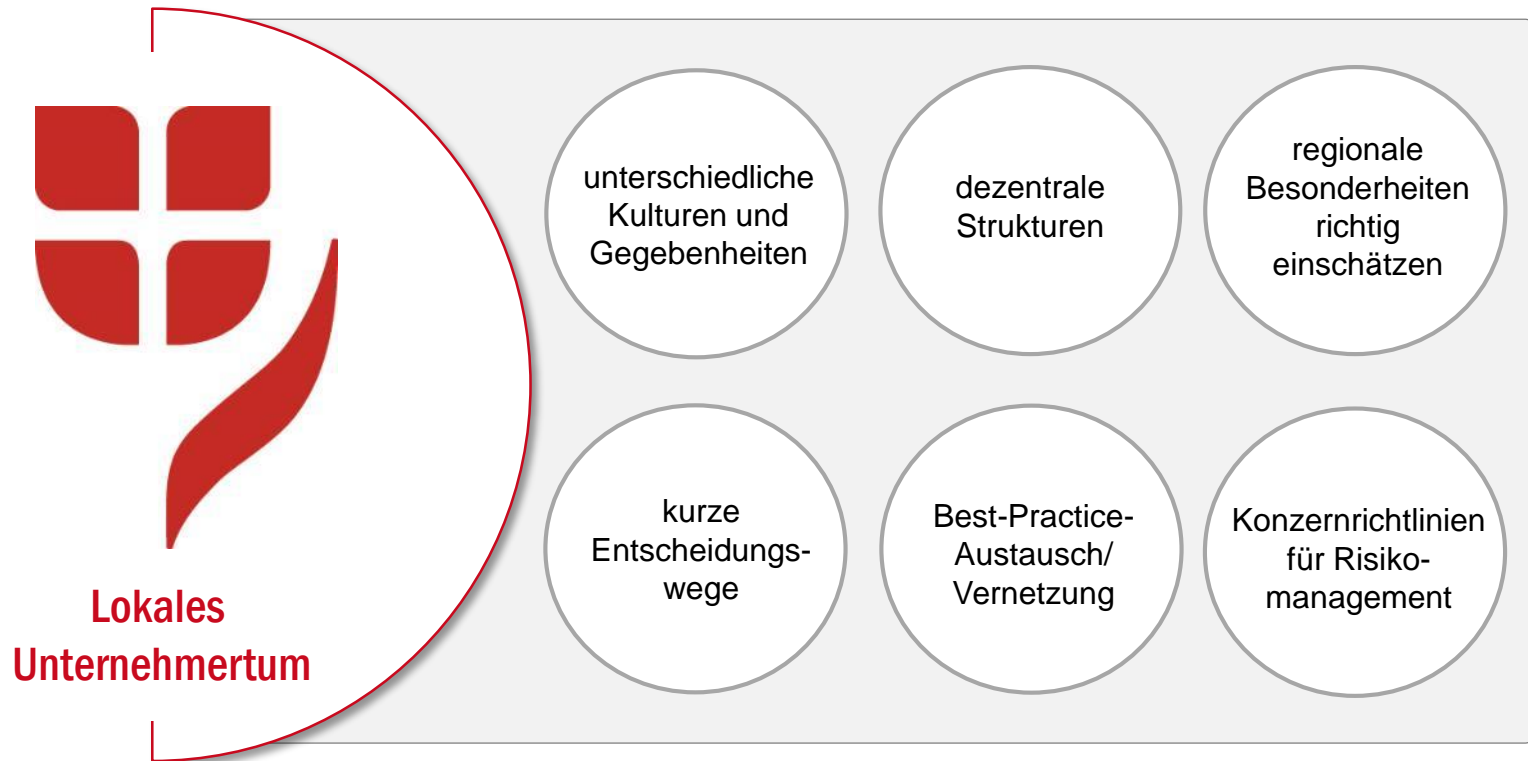 Lokales
Unternehmertum
unterschiedliche
Kulturen und
Gegebenheiten
dezentrale
Strukturen
regionale
Besonderheiten
richtig
einschätzen
kurze
Entscheidungs-
wege
Best-Practice-
Austausch/
Vernetzung
Konzernrichtlinien
für Risiko-
management